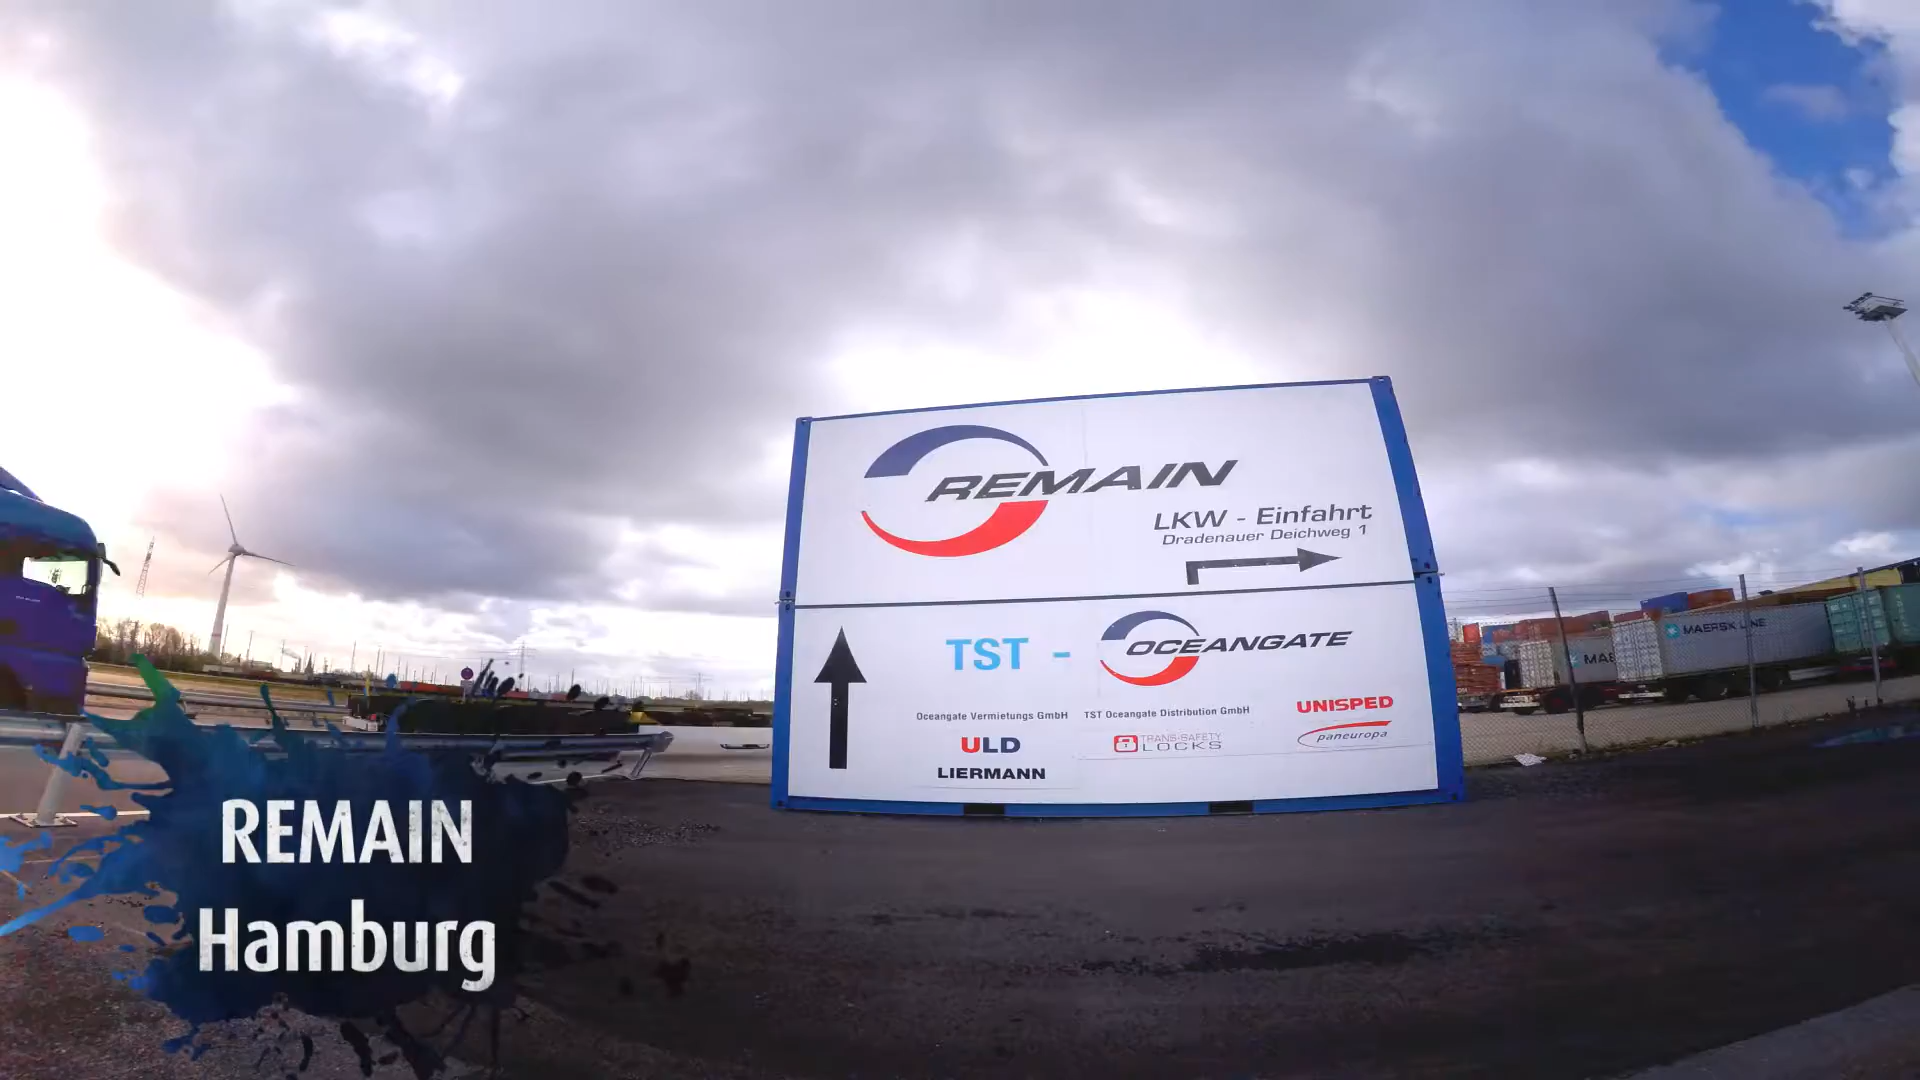 REMAIN
LKW - Einfahrt
Dradenauer Deichweg 1
TST - OCEANGATE
Oceangate Vermietungs GmbH
TST Oceangate Distribution GmbH
UNISPED
ULD
TRANS-SAFETY
LOCKS
paneuropa
LIERMANN
MAERSK LINE
MAE
REMAIN
Hamburg